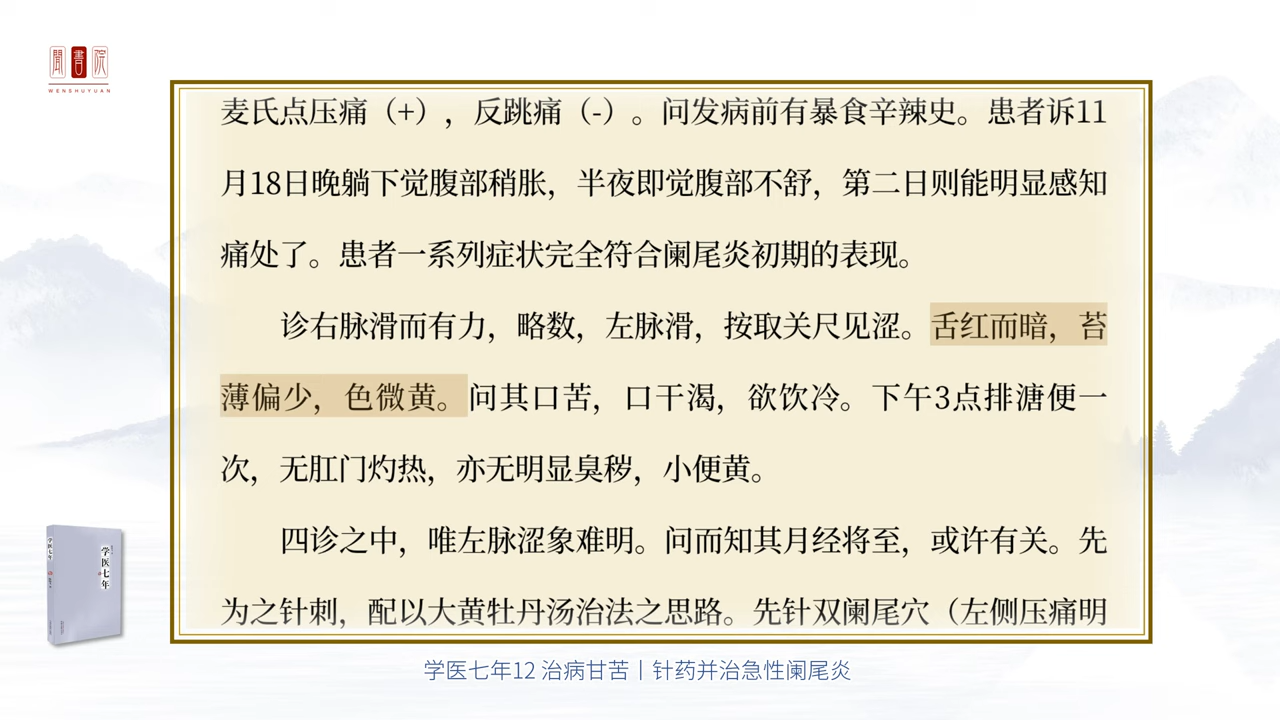 聞書院
WENSHUYUAN
麦氏点压痛（+），反跳痛（-）。问发病前有暴食辛辣史。患者诉11
月18日晚躺下觉腹部稍胀，半夜即觉腹部不舒，第二日则能明显感知
痛处了。患者一系列症状完全符合阑尾炎初期的表现。
诊右脉滑而有力，略数，左脉滑，按取关尺见涩。舌红而暗，苔
薄偏少，色微黄。问其口苦，口干渴，欲饮冷。下午3点排溏便一
次，无肛门灼热，亦无明显臭秽，小便黄。
四诊之中，唯左脉涩象难明。问而知其月经将至，或许有关。先
为之针刺，配以大黄牡丹汤治法之思路。先针双阑尾穴（左侧压痛明
学医七年
学医七年
学医七年12 治病甘苦丨针药并治急性阑尾炎